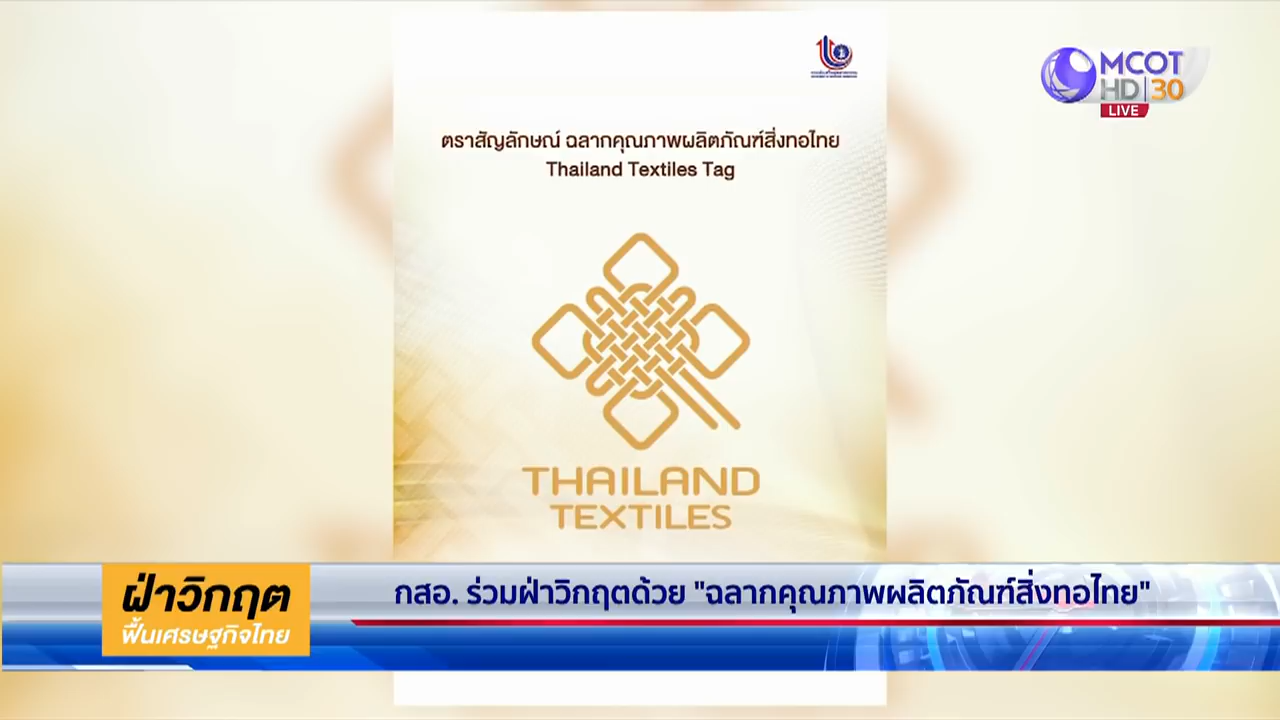 MCOT
HD 30
LIVE
ตราสัญลักษณ์ ฉลากคุณภาพผลิตภัณฑ์สิ่งทอไทย
Thailand Textiles Tag
THAILAND
TEXTILES
ฝ่าวิกฤต
ฟื้นเศรษฐกิจไทย
กสอ. ร่วมฝ่าวิกฤตด้วย "ฉลากคุณภาพผลิตภัณฑ์สิ่งทอไทย"